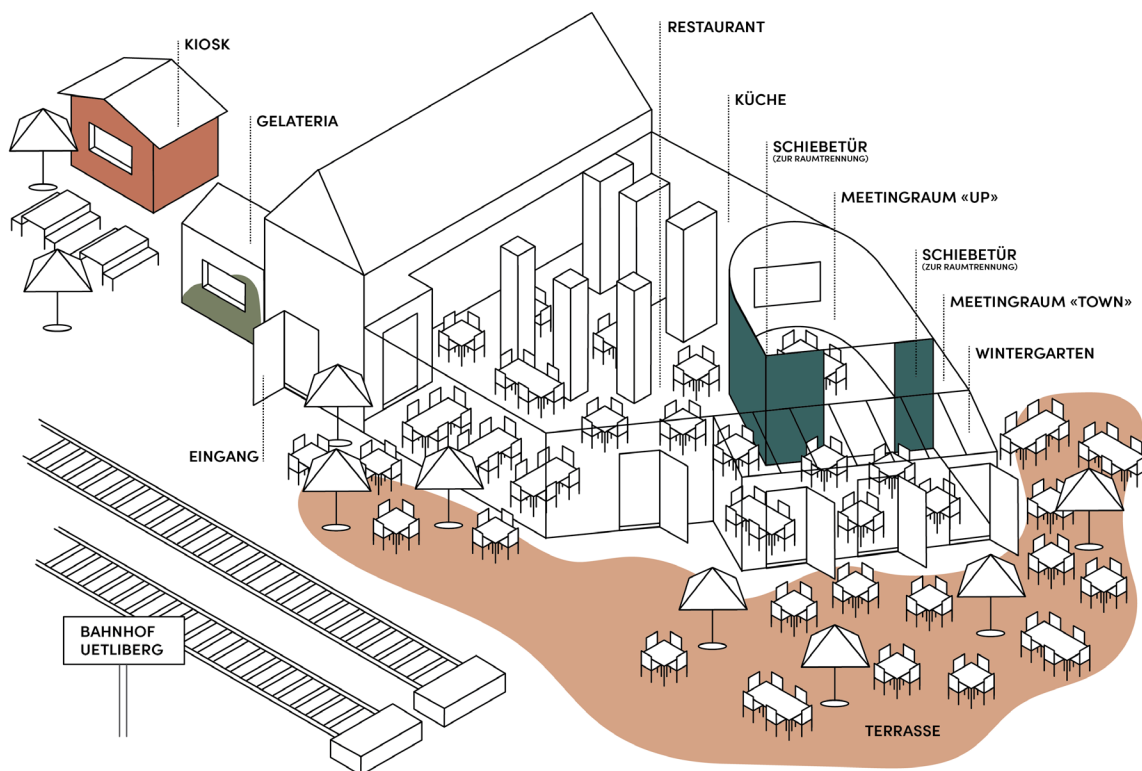 KIOSK
GELATERIA
RESTAURANT
KÜCHE
SCHIEBETÜR
(ZUR RAUMTRENNUNG)
MEETINGRAUM «UP»
SCHIEBETÜR
(ZUR RAUMTRENNUNG)
MEETINGRAUM «TOWN»
WINTERGARTEN
EINGANG
BAHNHOF
UETLIBERG
TERRASSE